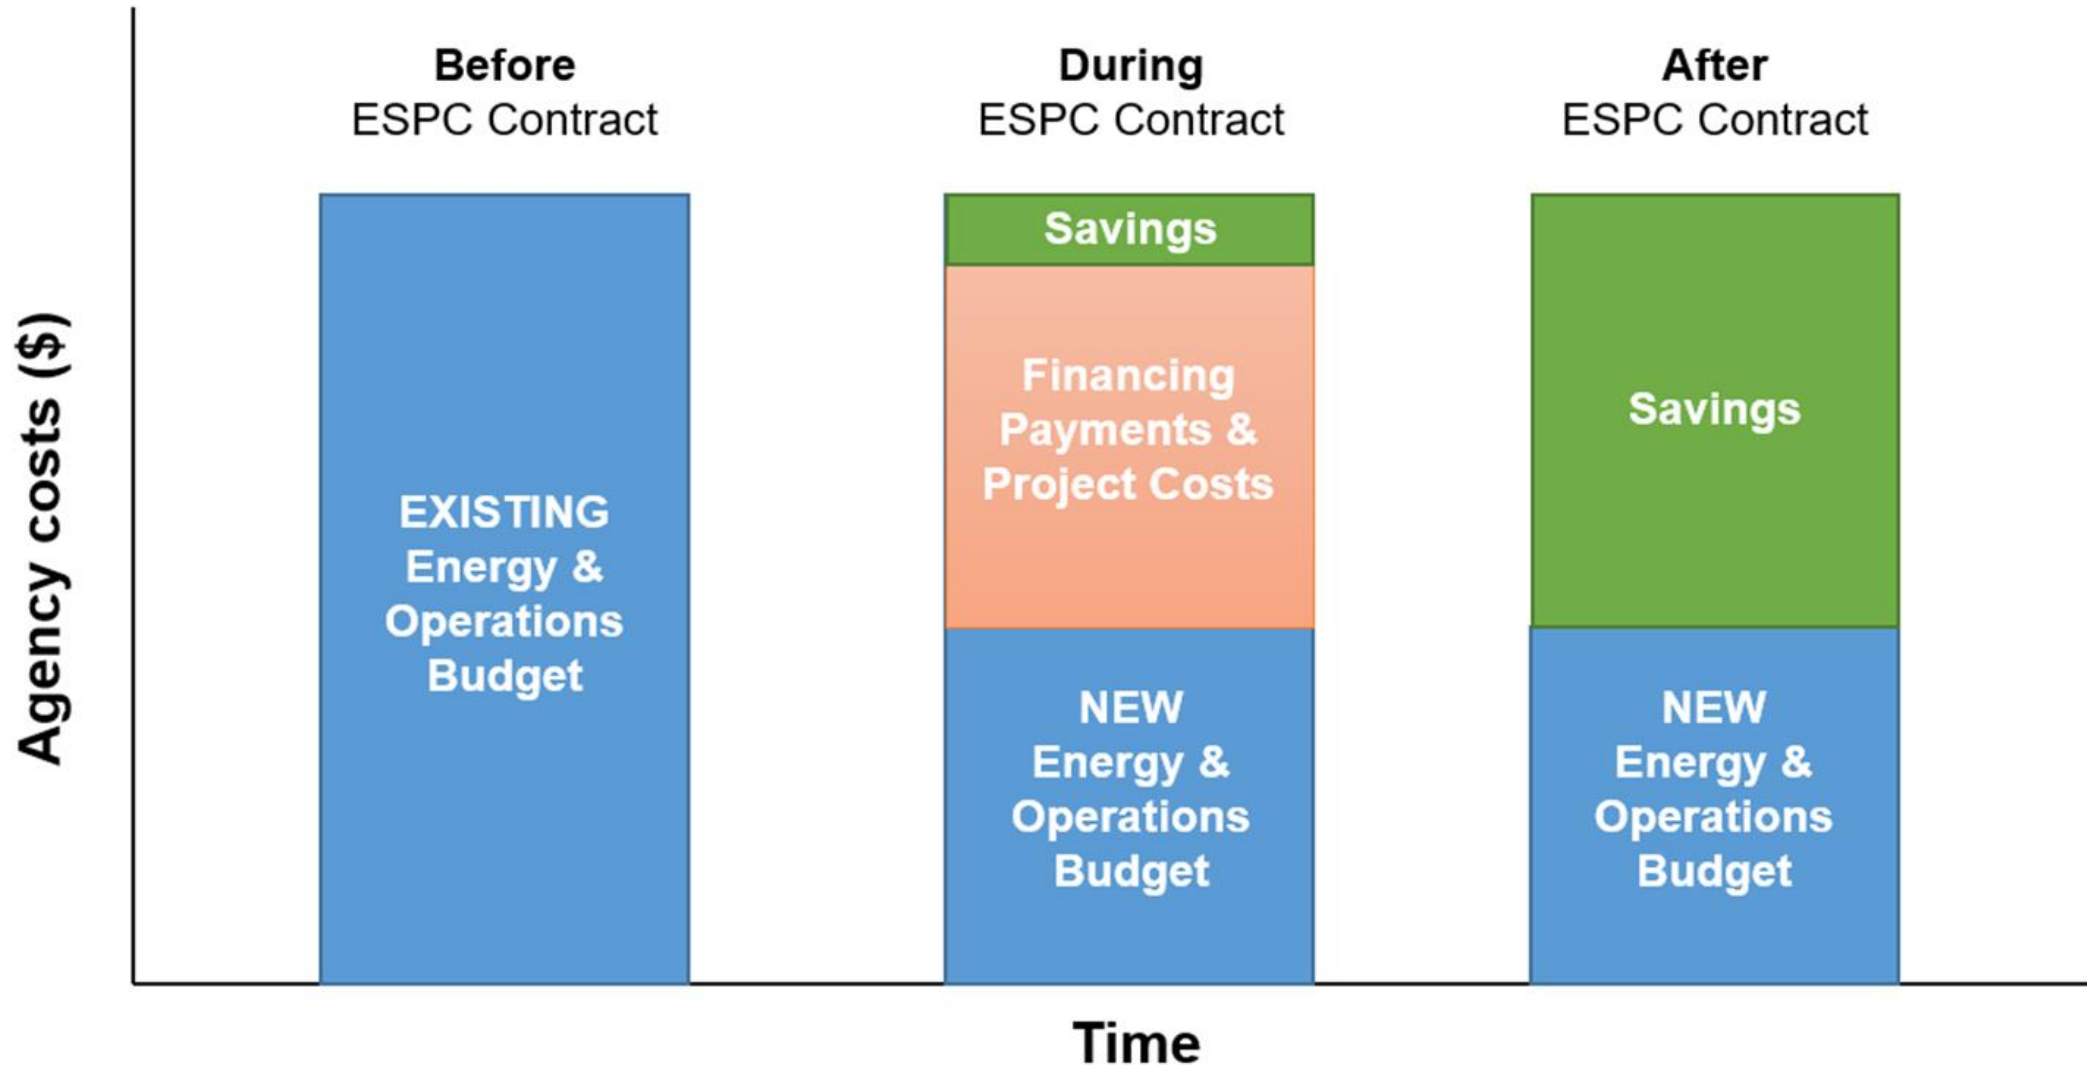 Before
ESPC Contract
During
ESPC Contract
After
ESPC Contract
Agency costs ($)
EXISTING
Energy &
Operations
Budget
Savings
Financing
Payments &
Project Costs
NEW
Energy &
Operations
Budget
Savings
NEW
Energy &
Operations
Budget
Time